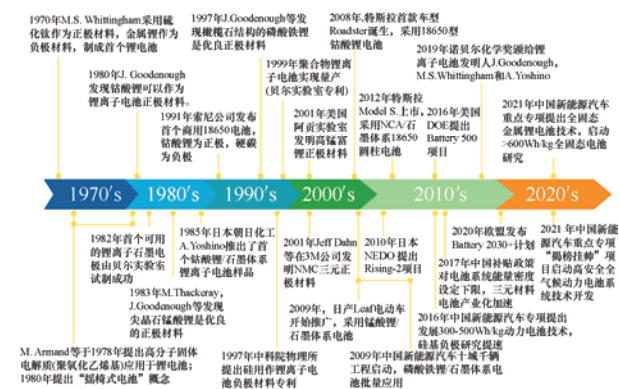 1970年M.S. Whittingham采用硫
化钛作为正极材料，金属锂作为
负极材料，制成首个锂电池
1980年J. Goodenough
发现钴酸锂可以作为
锂离子电池正极材料。
1991年索尼公司发布
首个商用18650电池，
钴酸锂为正极，硬碳
为负极
1997年J.Goodenough等发
现橄榄石结构的磷酸铁锂
是优良正极材料
1999年聚合物锂离
子电池实现量产
(贝尔实验室专利)
2001年美国
阿贡实验室
发明高锰富
锂正极材料
2008年,特斯拉首款车型
Roadster诞生，采用18650型
钴酸锂电池
2012年特斯拉
Model S.上市，
采用NCA/石
墨体系18650
圆柱电池
2016年美国
DOE提出
Battery 500
项目
2019年诺贝尔化学奖颁给锂
离子电池发明人J.Goodenough，
M.S.Whittingham和A.Yoshino
2021年中国新能源汽车
重点专项提出全固态
金属锂电池技术，启动
>600Wh/kg全固态电池
研究
1970's
1980's
1990's
2000's
2010's
2020's
1982年首个可用
的锂离子石墨电
极由贝尔实验室
试制成功
1985年日本朝日化工
A.Yoshino推出了首
个钴酸锂/石墨体系
锂离子电池样品
1983年M.Thackeray，
J.Goodenough等发现
尖晶石锰酸锂是优良
的正极材料
M. Armand等于1978年提出高分子固体
电解质(聚氧化乙烯基)应用于锂电池；
1980年提出“摇椅式电池”概念
1997年中科院物理所
提出硅用作锂离子电
池负极材料专利
2001年Jeff Dahn
等在3M公司发
明NMC三元正
极材料
2009年，日产Leaf电动车
开始推广，采用锰酸锂/
石墨体系电池
2009年中国新能源汽车十城千辆
工程启动，磷酸铁锂/石墨体系电
池批量应用
2010年日本
NEDO 提出
Rising-2项目
2020年欧盟发布
Battery 2030+计划
2017年中国补贴政策
对电池系统能量密度
设定下限，三元材料
电池产业化加速
2016年中国新能源汽车专项提出
发展300-500Wh/kg动力电池技术，
硅基负极研究提速
2021 年中国新能
源汽车重点专项
“揭榜挂帅”项
目启动高安全全
气候动力电池系
统技术开发